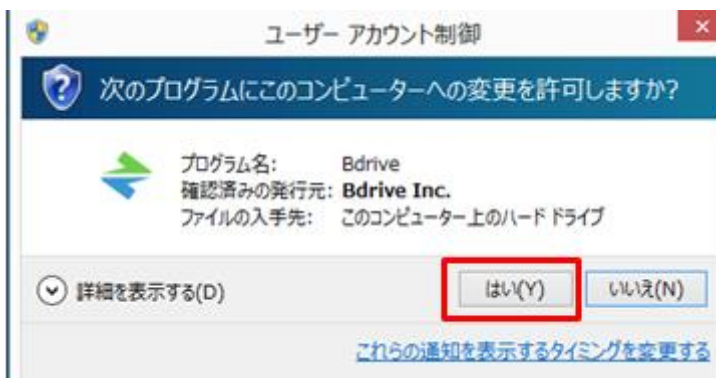 ユーザー アカウント制御
次のプログラムにこのコンピューターへの変更を許可しますか?
プログラム名: Bdrive
確認済みの発行元: Bdrive Inc.
ファイルの入手先: このコンピューター上のハード ドライブ
詳細を表示する(D) はい(Y) いいえ(N)
これらの通知を表示するタイミングを変更する